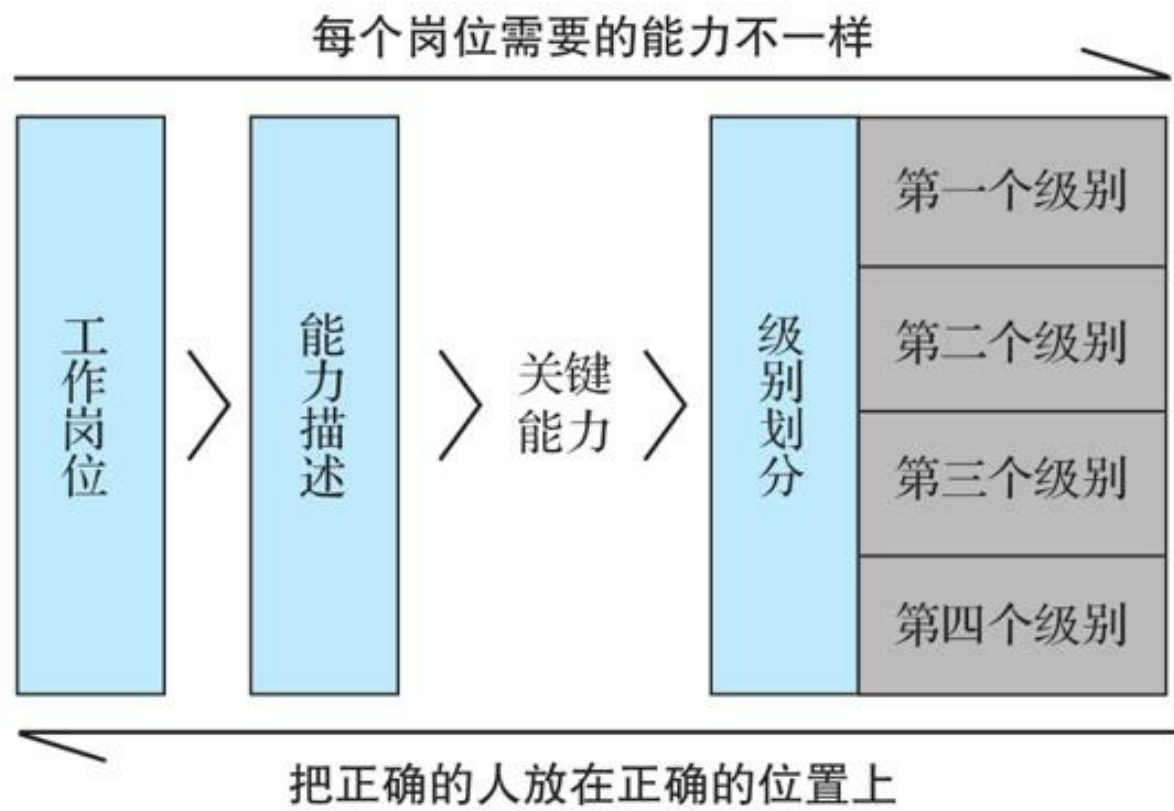 每个岗位需要的能力不一样
工作岗位
能力描述
关键
能力
级别划分
第一个级别
第二个级别
第三个级别
第四个级别
把正确的人放在正确的位置上